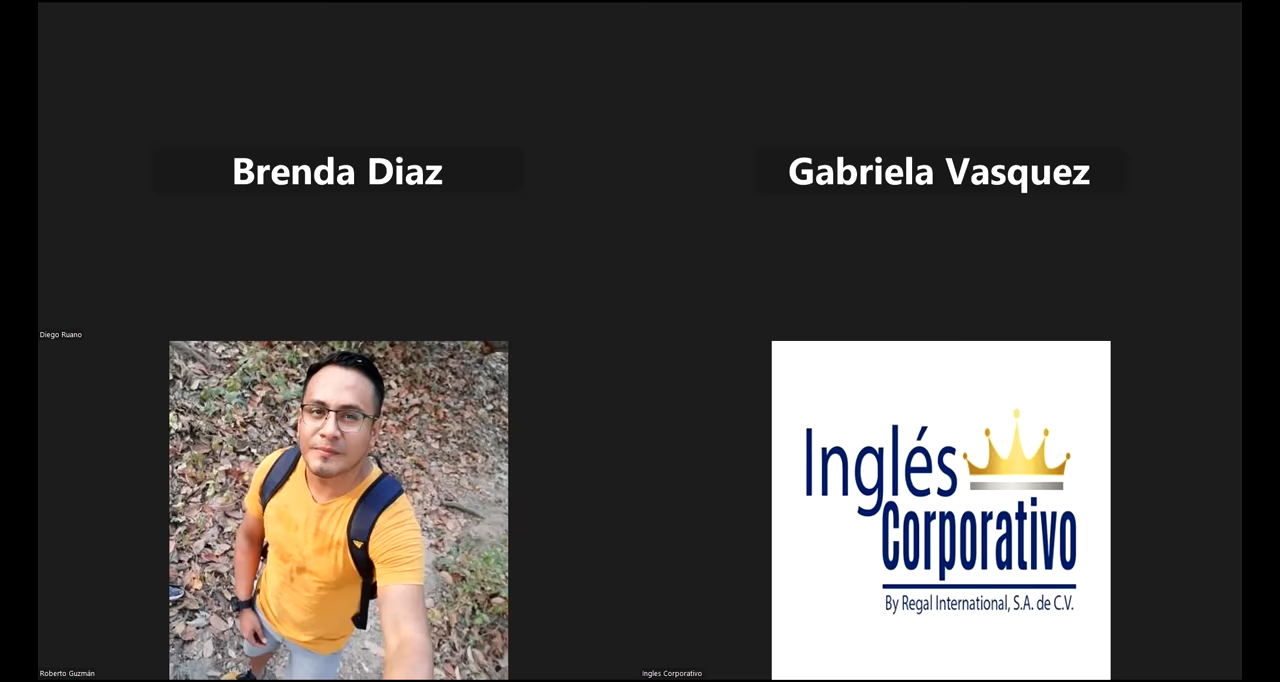 Brenda Diaz
Gabriela Vasquez
Diego Ruano
Inglés
Corporativo
By Regal International, S.A. de C.V.
Roberto Guzmán
Ingles Corporativo